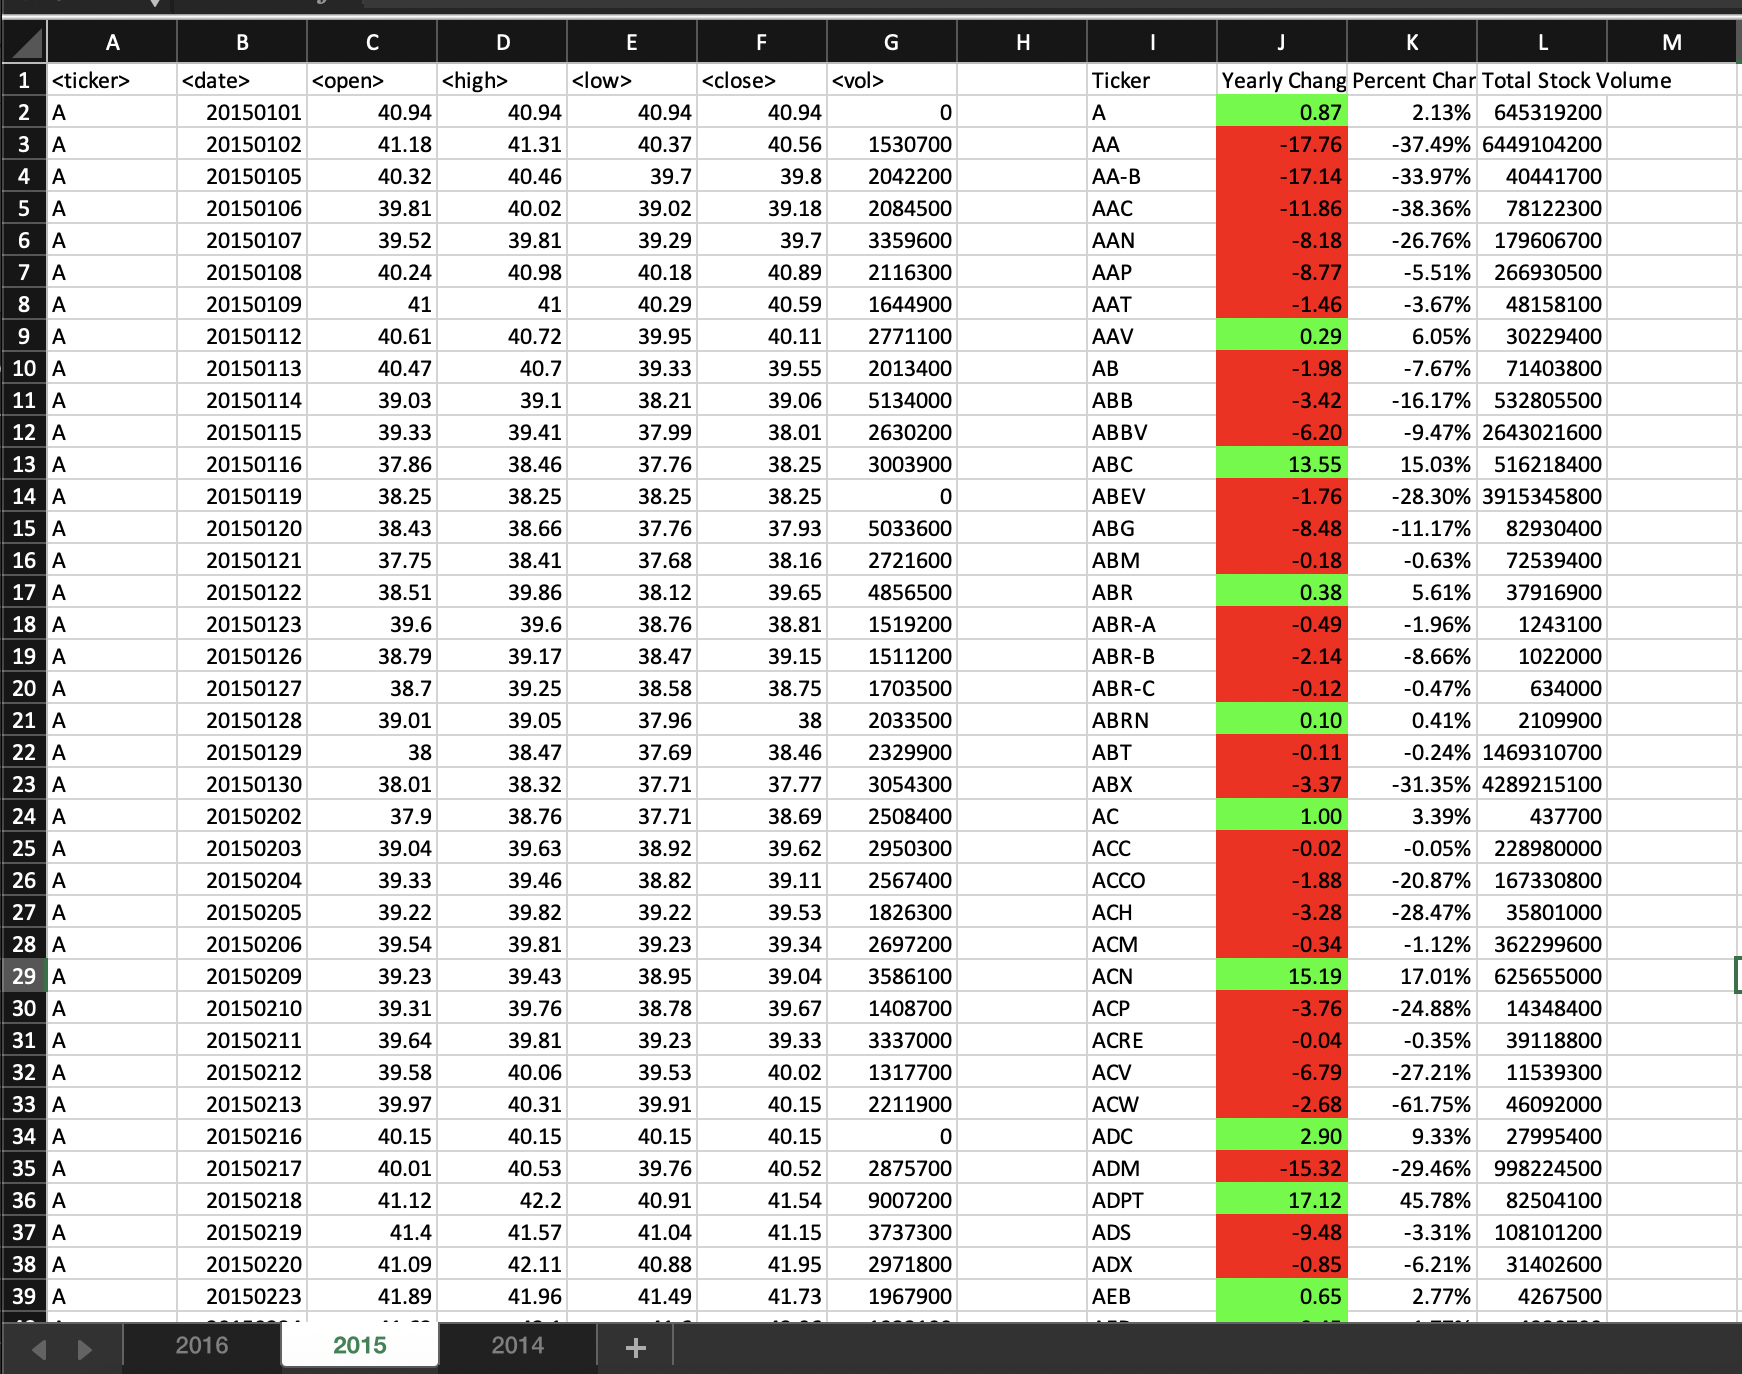 A B C D E F G H I J K L M
1 <ticker> <date> <open> <high> <low> <close> <vol> Ticker Yearly Chang Percent Char Total Stock Volume
2 A 20150101 40.94 40.94 40.94 40.94 0 A 0.87 2.13% 645319200
3 A 20150102 41.18 41.31 40.37 40.56 1530700 AA -17.76 -37.49% 6449104200
4 A 20150105 40.32 40.46 39.7 39.8 2042200 AA-B -17.14 -33.97% 40441700
5 A 20150106 39.81 40.02 39.02 39.18 2084500 AAC -11.86 -38.36% 78122300
6 A 20150107 39.52 39.81 39.29 39.7 3359600 AAN -8.18 -26.76% 179606700
7 A 20150108 40.24 40.98 40.18 40.89 2116300 AAP -8.77 -5.51% 266930500
8 A 20150109 41 41 40.29 40.59 1644900 AAT -1.46 -3.67% 48158100
9 A 20150112 40.61 40.72 39.95 40.11 2771100 AAV 0.29 6.05% 30229400
10 A 20150113 40.47 40.7 39.33 39.55 2013400 AB -1.98 -7.67% 71403800
11 A 20150114 39.03 39.1 38.21 39.06 5134000 ABB -3.42 -16.17% 532805500
12 A 20150115 39.33 39.41 37.99 38.01 2630200 ABBV -6.20 -9.47% 2643021600
13 A 20150116 37.86 38.46 37.76 38.25 3003900 ABC 13.55 15.03% 516218400
14 A 20150119 38.25 38.25 38.25 38.25 0 ABEV -1.76 -28.30% 3915345800
15 A 20150120 38.43 38.66 37.76 37.93 5033600 ABG -8.48 -11.17% 82930400
16 A 20150121 37.75 38.41 37.68 38.16 2721600 ABM -0.18 -0.63% 72539400
17 A 20150122 38.51 39.86 38.12 39.65 4856500 ABR 0.38 5.61% 37916900
18 A 20150123 39.6 39.6 38.76 38.81 1519200 ABR-A -0.49 -1.96% 1243100
19 A 20150126 38.79 39.17 38.47 39.15 1511200 ABR-B -2.14 -8.66% 1022000
20 A 20150127 38.7 39.25 38.58 38.75 1703500 ABR-C -0.12 -0.47% 634000
21 A 20150128 39.01 39.05 37.96 38 2033500 ABRN 0.10 0.41% 2109900
22 A 20150129 38 38.47 37.69 38.46 2329900 ABT -0.11 -0.24% 1469310700
23 A 20150130 38.01 38.32 37.71 37.77 3054300 ABX -3.37 -31.35% 4289215100
24 A 20150202 37.9 38.76 37.71 38.69 2508400 AC 1.00 3.39% 437700
25 A 20150203 39.04 39.63 38.92 39.62 2950300 ACC -0.02 -0.05% 228980000
26 A 20150204 39.33 39.46 38.82 39.11 2567400 ACCO -1.88 -20.87% 167330800
27 A 20150205 39.22 39.82 39.22 39.53 1826300 ACH -3.28 -28.47% 35801000
28 A 20150206 39.54 39.81 39.23 39.34 2697200 ACM -0.34 -1.12% 362299600
29 A 20150209 39.23 39.43 38.95 39.04 3586100 ACN 15.19 17.01% 625655000
30 A 20150210 39.31 39.76 38.78 39.67 1408700 ACP -3.76 -24.88% 14348400
31 A 20150211 39.64 39.81 39.23 39.33 3337000 ACRE -0.04 -0.35% 39118800
32 A 20150212 39.58 40.06 39.53 40.02 1317700 ACV -6.79 -27.21% 11539300
33 A 20150213 39.97 40.31 39.91 40.15 2211900 ACW -2.68 -61.75% 46092000
34 A 20150216 40.15 40.15 40.15 40.15 0 ADC 2.90 9.33% 27995400
35 A 20150217 40.01 40.53 39.76 40.52 2875700 ADM -15.32 -29.46% 998224500
36 A 20150218 41.12 42.2 40.91 41.54 9007200 ADPT 17.12 45.78% 82504100
37 A 20150219 41.4 41.57 41.04 41.15 3737300 ADS -9.48 -3.31% 108101200
38 A 20150220 41.09 42.11 40.88 41.95 2971800 ADX -0.85 -6.21% 31402600
39 A 20150223 41.89 41.96 41.49 41.73 1967900 AEB 0.65 2.77% 4267500
2016 2015 2014 +